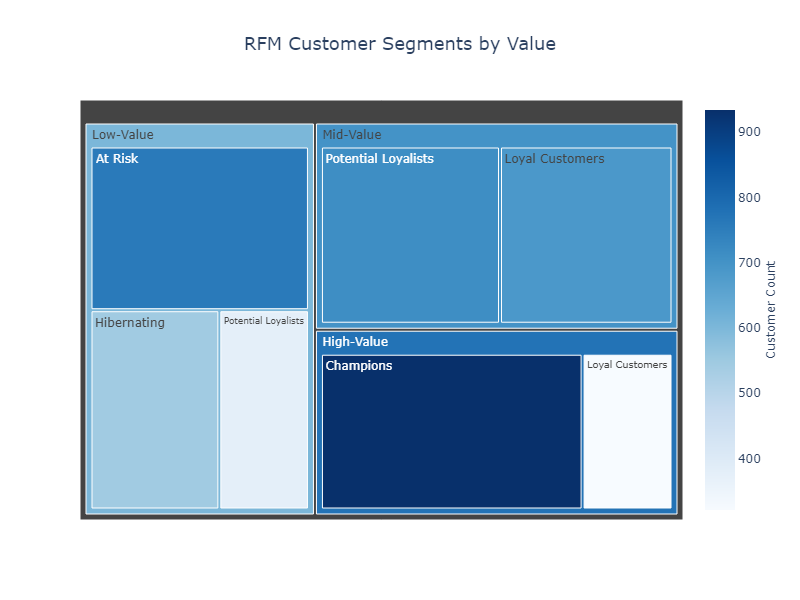 RFM Customer Segments by Value
Low-Value
At Risk
Hibernating
Potential Loyalists
Mid-Value
Potential Loyalists
Loyal Customers
High-Value
Champions
Loyal Customers
900
800
700
600
500
400
Customer Count